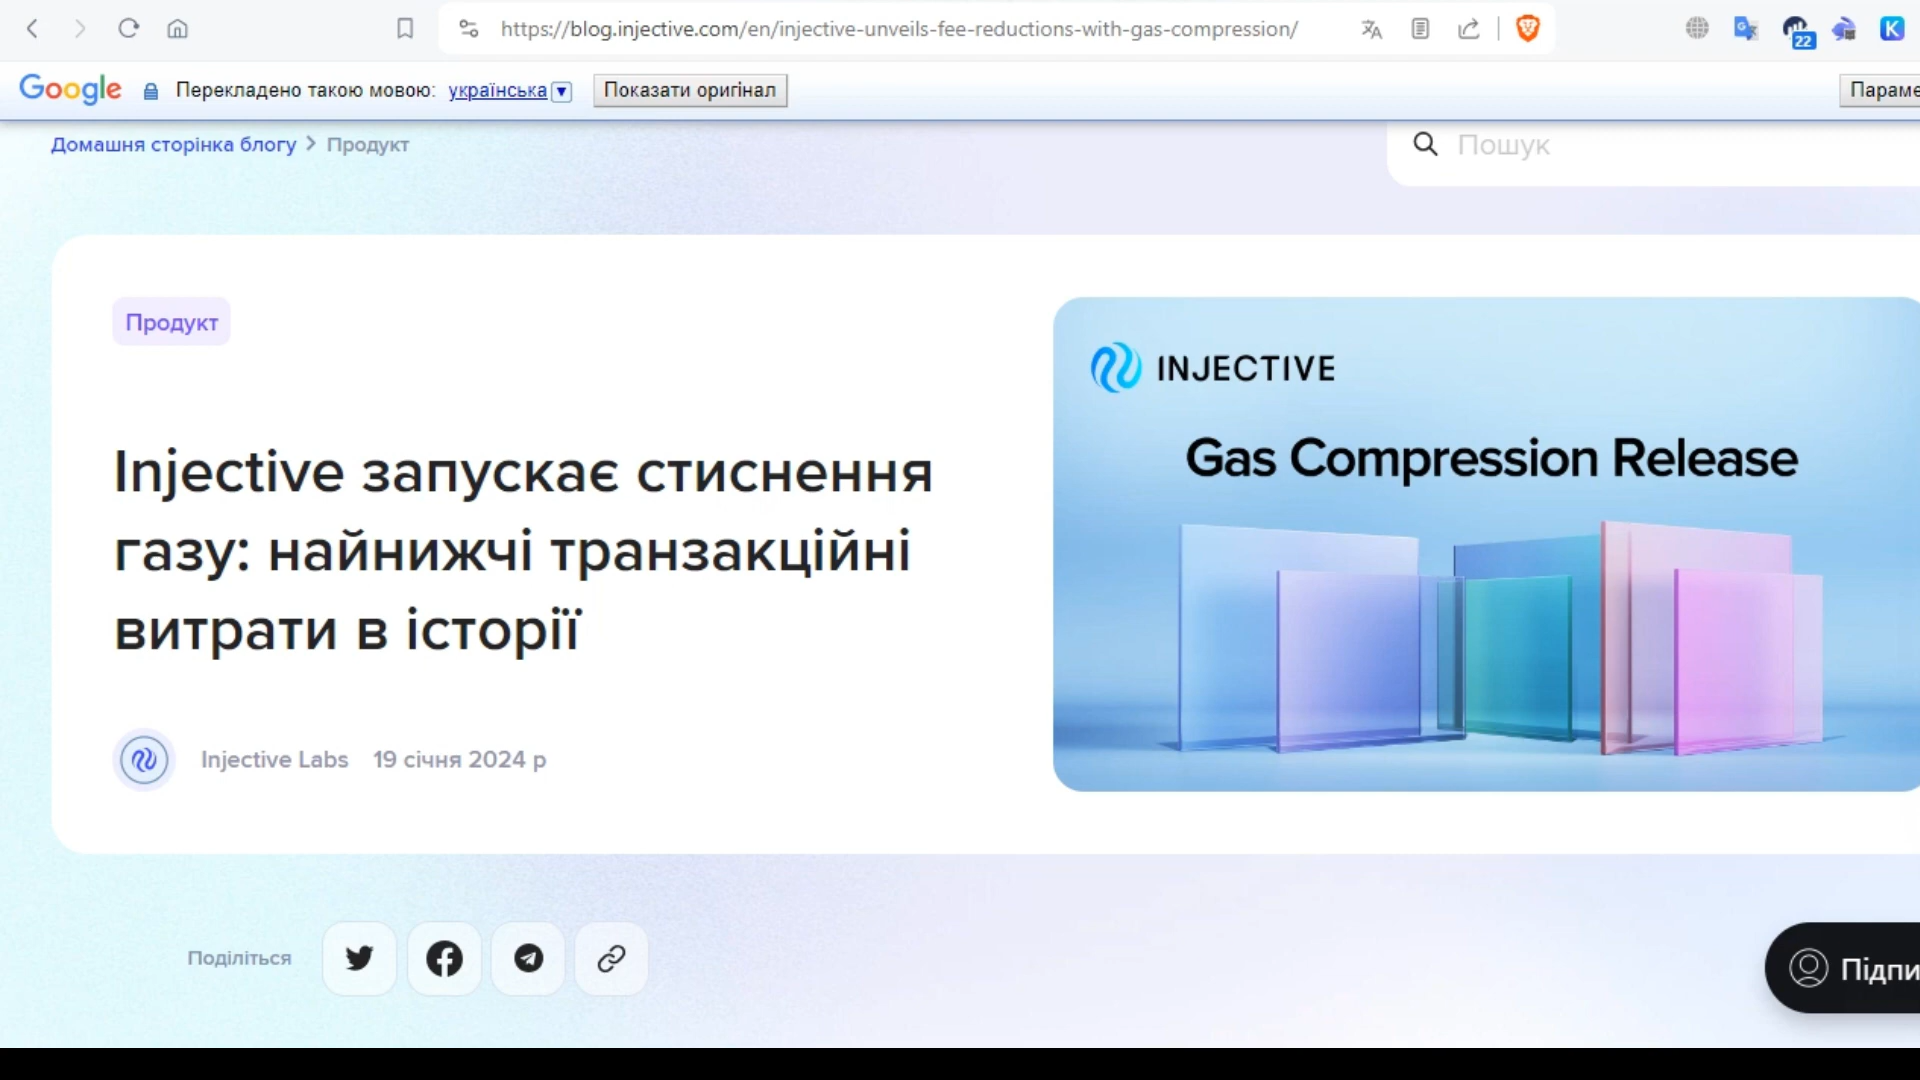 https://blog.injective.com/en/injective-unveils-fee-reductions-with-gas-compression/
22
K
Google Перекладено такою мовою: українська Показати оригінал Параме
Домашня сторінка блогу > Продукт
Пошук
Продукт
Injective запускає стиснення
газу: найнижчі транзакційні
витрати в історії
Injective Labs 19 січня 2024 р
INJECTIVE
Gas Compression Release
Поділіться
Підпи